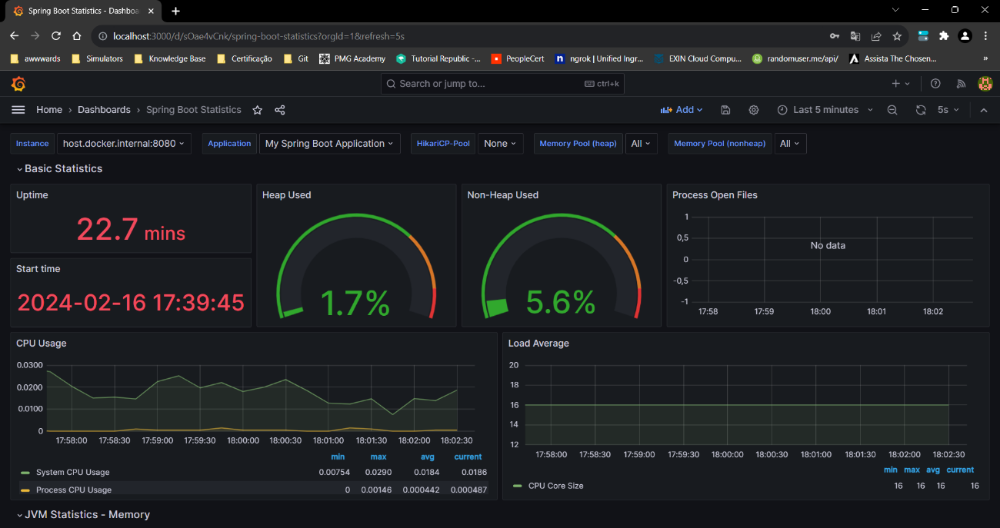 Spring Boot Statistics - Dashboa
localhost:3000/d/sOae4vCnk/spring-boot-statistics?orgId=1&refresh=5s
awwwards Simulators Knowledge Base Certificação Git PMG Academy Tutorial Republic -... PeopleCert ngrok | Unified Ingr... EXIN Cloud Compu... randomuser.me/api/ Assista The Chosen... »
Search or jump to... ctrl+k
Home › Dashboards › Spring Boot Statistics Add Last 5 minutes 5s
Instance host.docker.internal:8080 Application My Spring Boot Application HikariCP-Pool None Memory Pool (heap) All Memory Pool (nonheap) All
Basic Statistics
Uptime
22.7 mins
Start time
2024-02-16 17:39:45
Heap Used
1.7%
Non-Heap Used
5.6%
Process Open Files
1
0,5
0
-0,5
-1
No data
17:58 17:59 18:00 18:01 18:02
CPU Usage
0.0300
0.0200
0.0100
0
17:58:00 17:58:30 17:59:00 17:59:30 18:00:00 18:00:30 18:01:00 18:01:30 18:02:00 18:02:30
min max avg current
System CPU Usage 0.00754 0.0290 0.0184 0.0186
Process CPU Usage 0 0.00146 0.000442 0.000487
Load Average
20
18
16
14
12
17:58:00 17:58:30 17:59:00 17:59:30 18:00:00 18:00:30 18:01:00 18:01:30 18:02:00 18:02:30
min max avg current
CPU Core Size 16 16 16 16
JVM Statistics - Memory